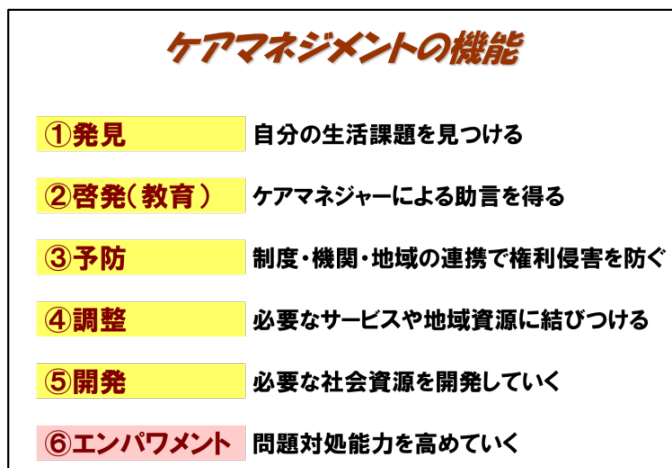 ケアマネジメントの機能
①発見 自分の生活課題を見つける
②啓発(教育) ケアマネジャーによる助言を得る
③予防 制度・機関・地域の連携で権利侵害を防ぐ
④調整 必要なサービスや地域資源に結びつける
⑤開発 必要な社会資源を開発していく
⑥エンパワメント 問題対処能力を高めていく